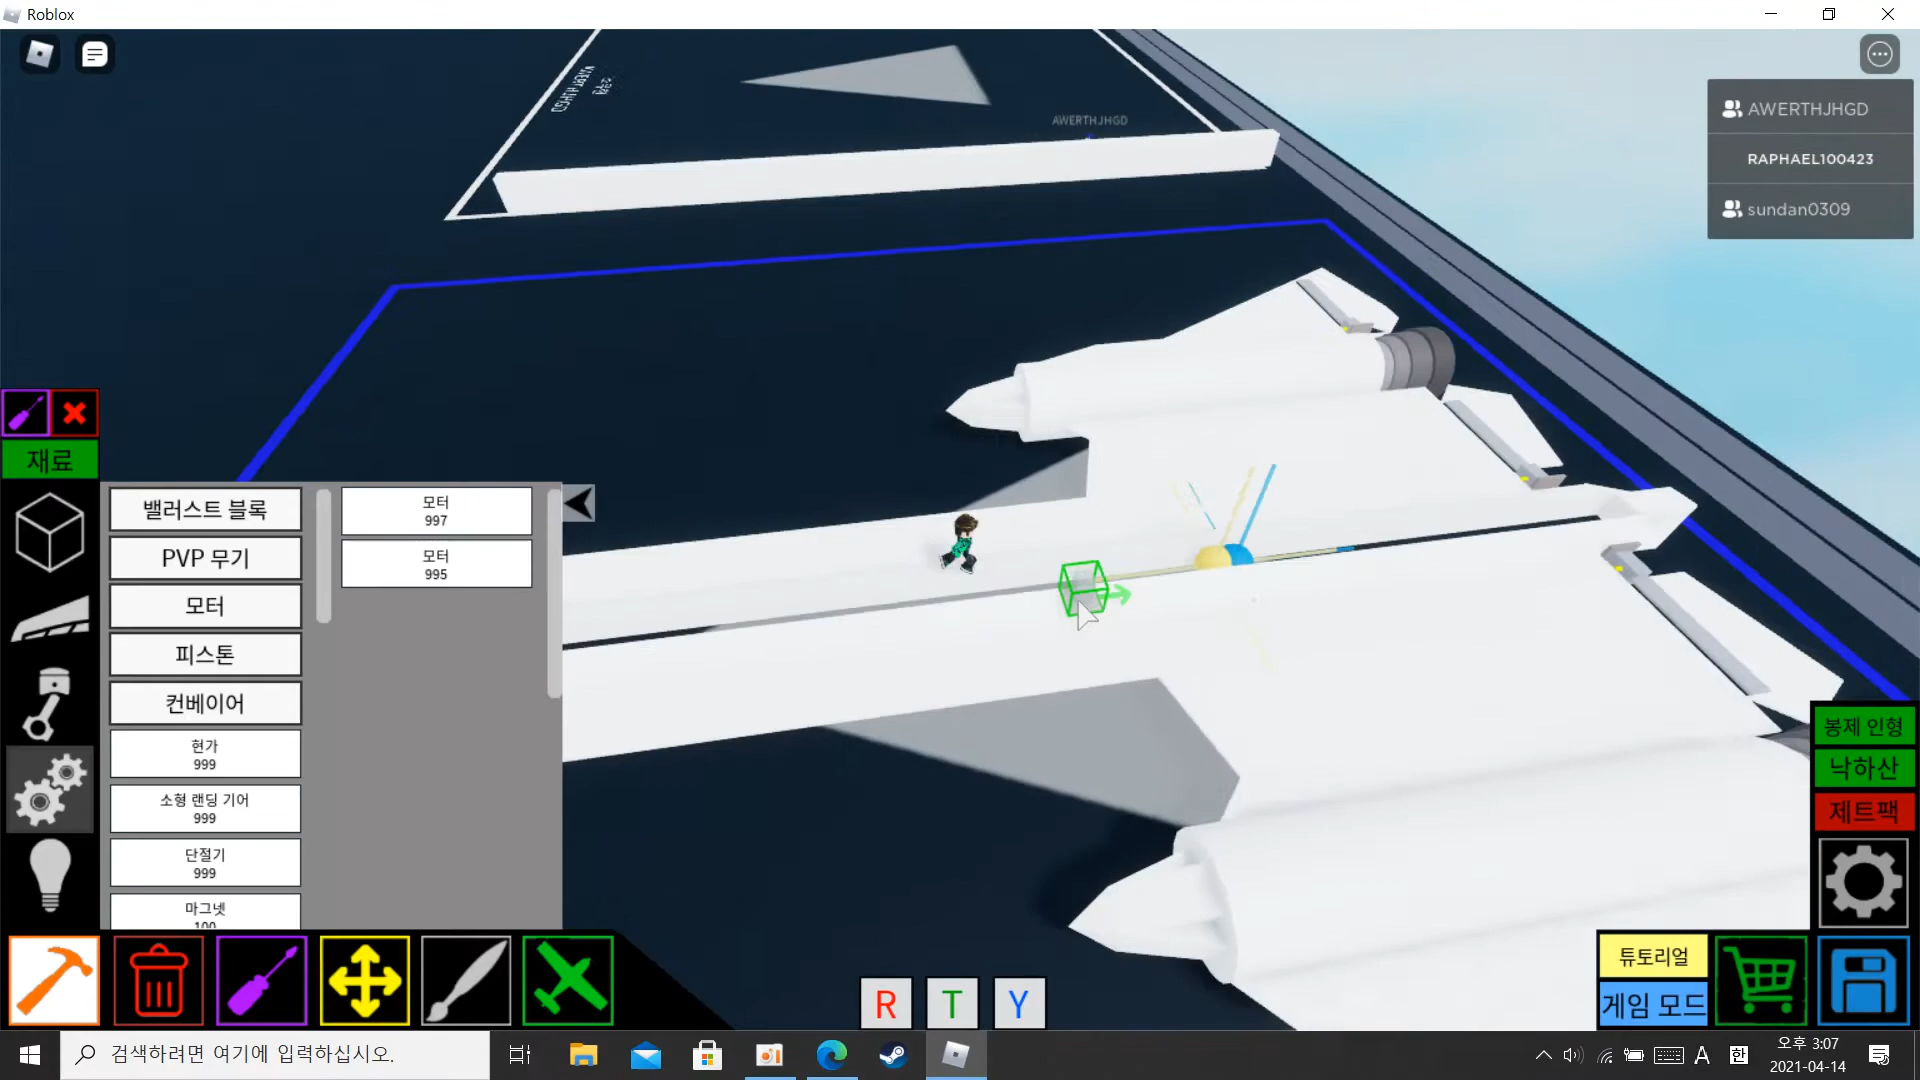 Roblox
AWERTHJHGD
AWERTHJHGD
AWERTHJHGD
RAPHAEL100423
sundan0309
재료
밸러스트 블록
PVP 무기
모터
피스톤
컨베이어
현가
999
소형 랜딩 기어
999
단절기
999
마그넷
100
모터
997
모터
995
봉제 인형
낙하산
제트팩
튜토리얼
게임 모드
R
T
Y
검색하려면 여기에 입력하십시오.
A
한
오후 3:07
2021-04-14